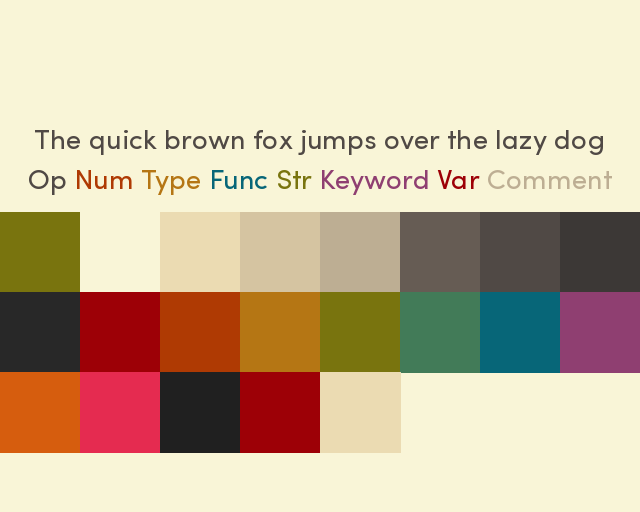 The quick brown fox jumps over the lazy dog
Op Num Type Func Str Keyword Var Comment